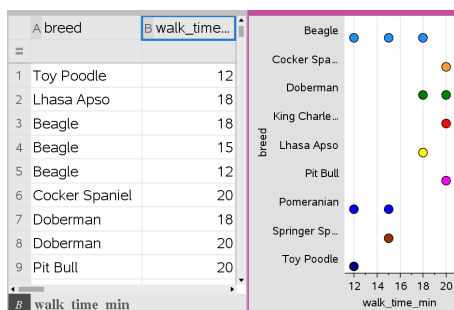 A breed B walk_time...
=
1 Toy Poodle 12
2 Lhasa Apso 18
3 Beagle 18
4 Beagle 15
5 Beagle 12
6 Cocker Spaniel 20
7 Doberman 18
8 Doberman 20
9 Pit Bull 20
B walk_time_min
breed
Beagle
Cocker Spa...
Doberman
King Charle...
Lhasa Apso
Pit Bull
Pomeranian
Springer Sp...
Toy Poodle
12 14 16 18 20
walk_time_min